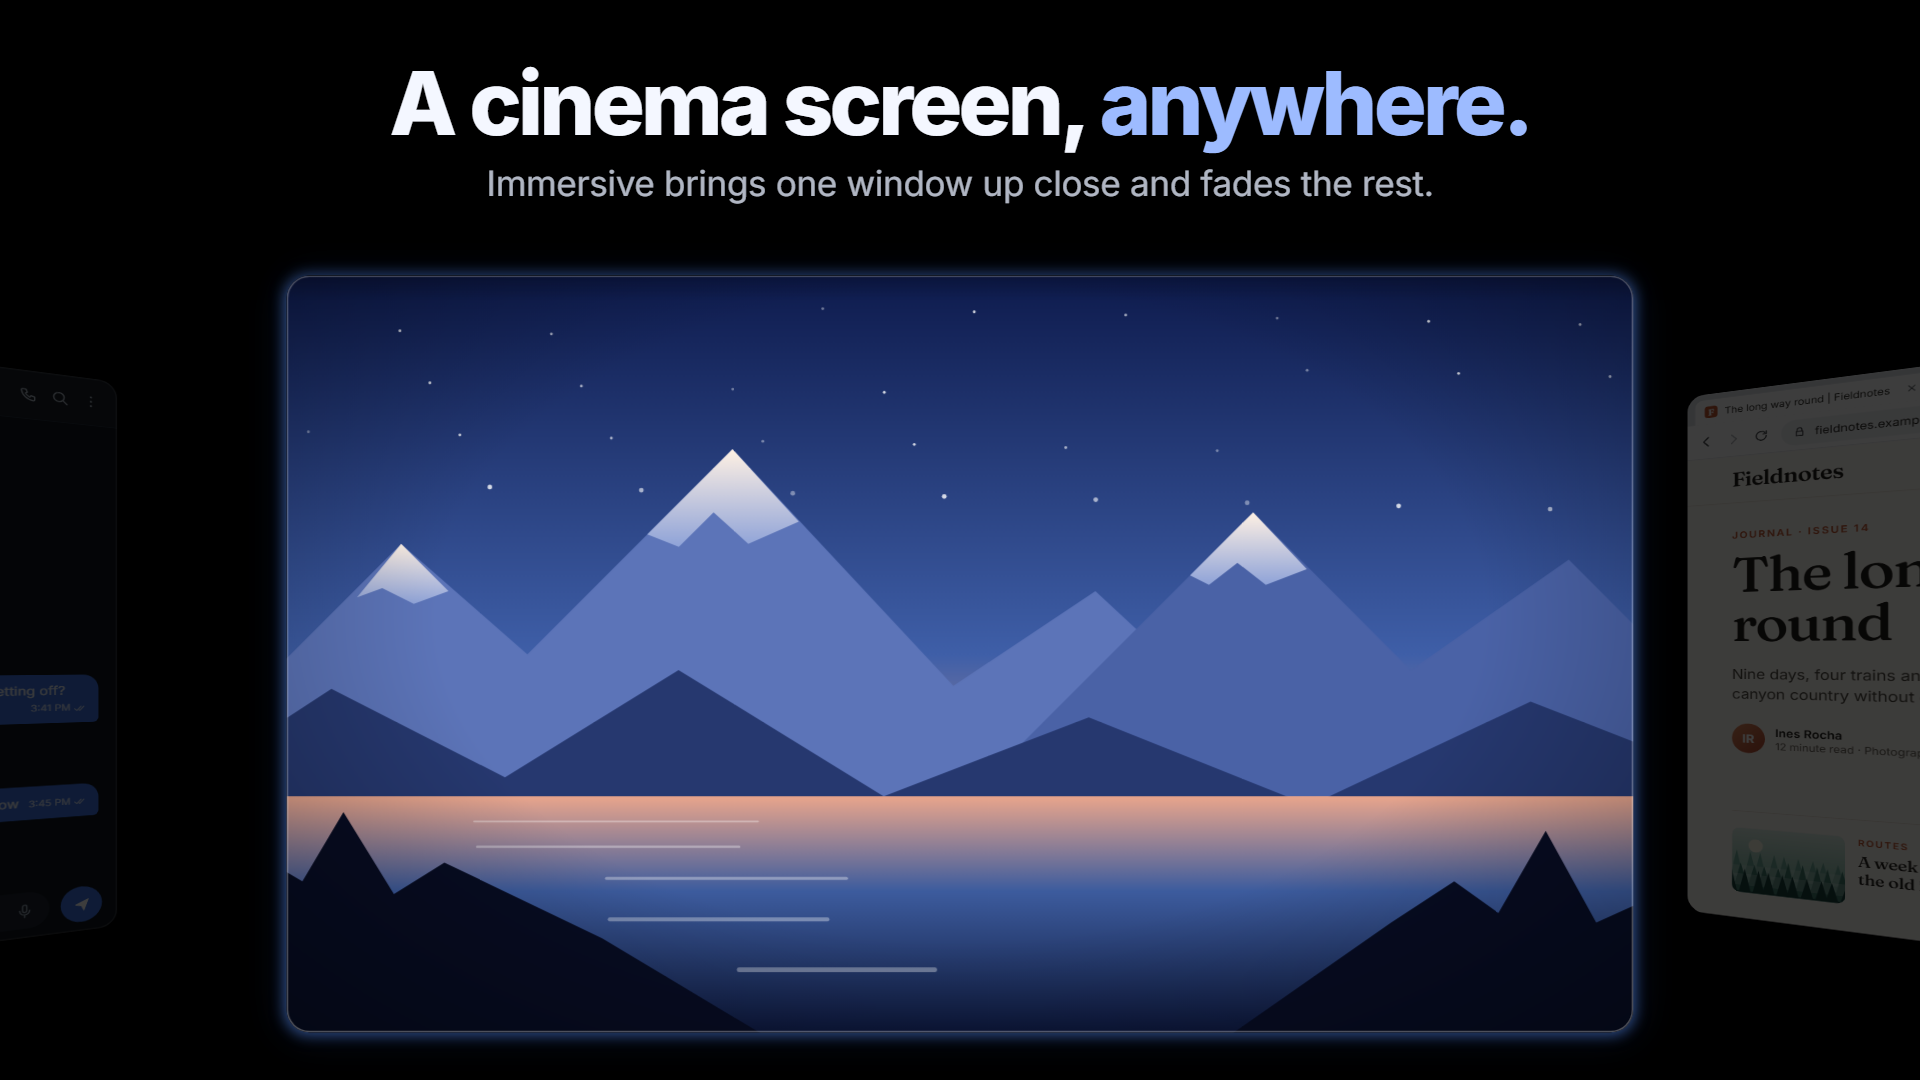 A cinema screen, anywhere.
Immersive brings one window up close and fades the rest.
etting off?
3:41 PM
3:45 PM
F The long way round | Fieldnotes
fieldnotes.examp
Fieldnotes
JOURNAL · ISSUE 14
The lon
round
Nine days, four trains an
canyon country without
IR Ines Rocha
12 minute read · Photograp
ROUTES
A week
the old